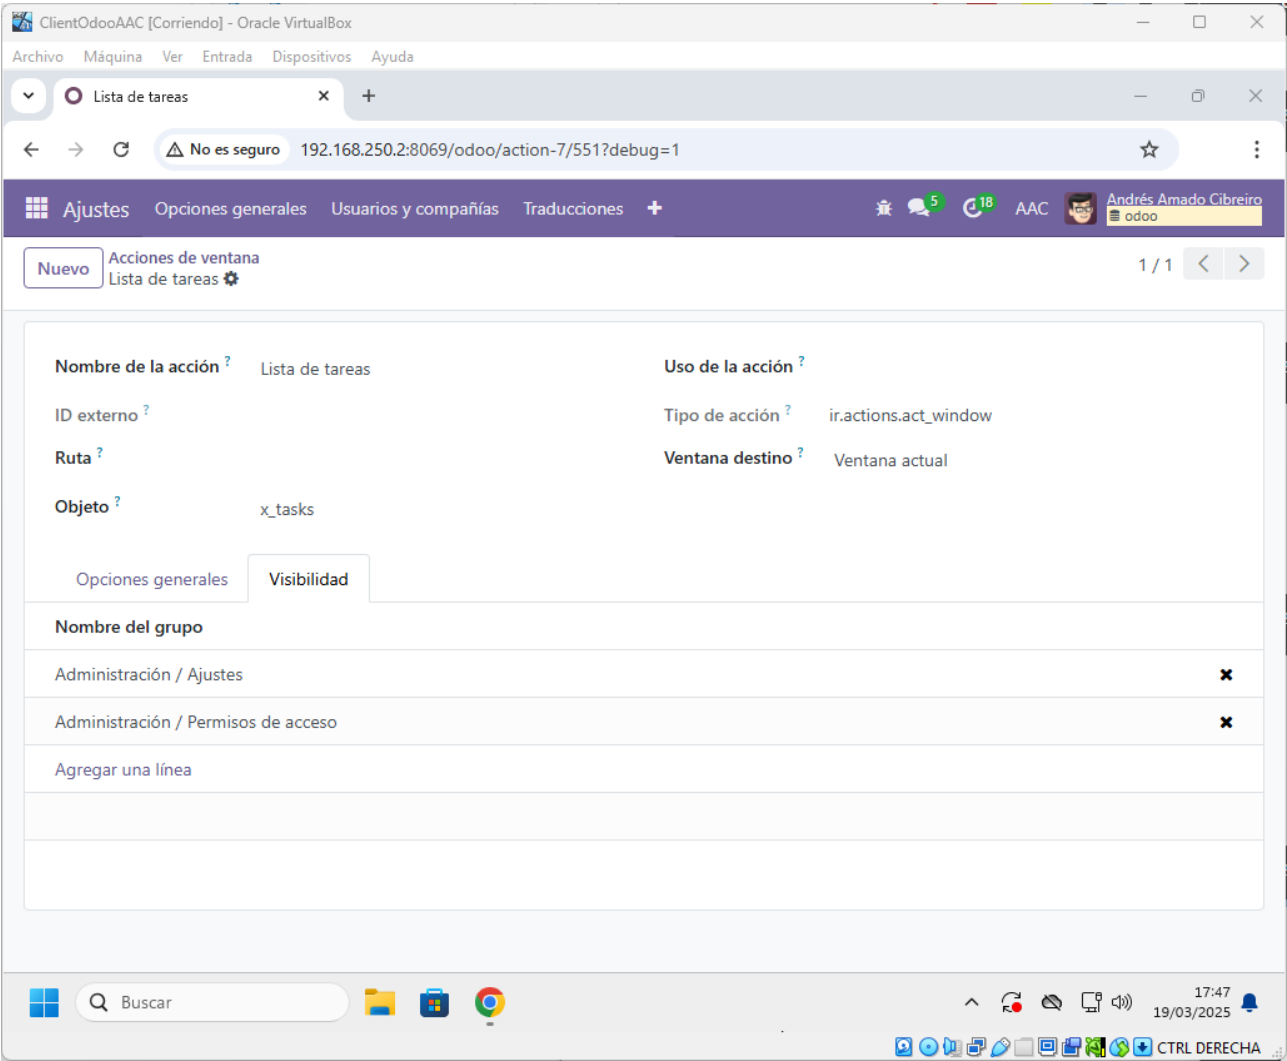 ClientOdooAAC [Corriendo] - Oracle VirtualBox
Archivo Máquina Ver Entrada Dispositivos Ayuda
Lista de tareas
No es seguro 192.168.250.2:8069/odoo/action-7/551?debug=1
Ajustes Opciones generales Usuarios y compañías Traducciones + 5 18 AAC Andrés Amado Cibreiro
odoo
Nuevo Acciones de ventana
Lista de tareas
1 / 1
Nombre de la acción ? Lista de tareas
Uso de la acción ?
ID externo ?
Tipo de acción ? ir.actions.act_window
Ruta ?
Ventana destino ? Ventana actual
Objeto ? x_tasks
Opciones generales Visibilidad
Nombre del grupo
Administración / Ajustes
Administración / Permisos de acceso
Agregar una línea
Buscar
17:47
19/03/2025
CTRL DERECHA